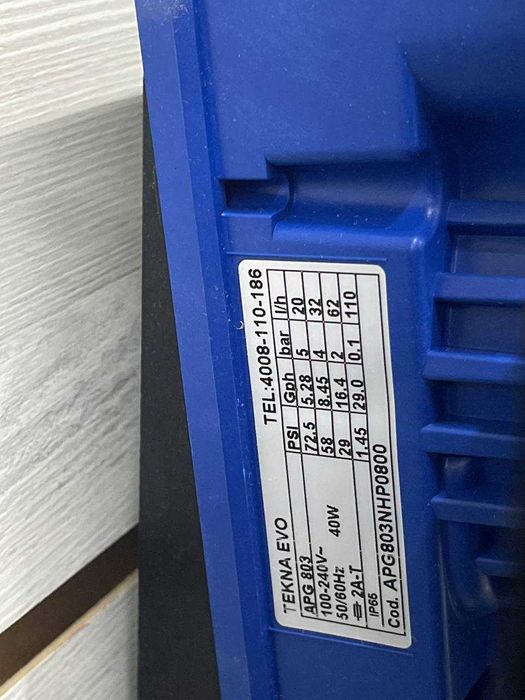 TEKNA EVO TEL:4008-110-186
APG 803 PSI Gph bar l/h
100-240V~ 72.5 5.28 5 20
50/60Hz 40W 58 8.45 4 32
2A-T 29 16.4 2 62
IP66 1.45 29.0 0.1 110
Cod. APG803NHP0800